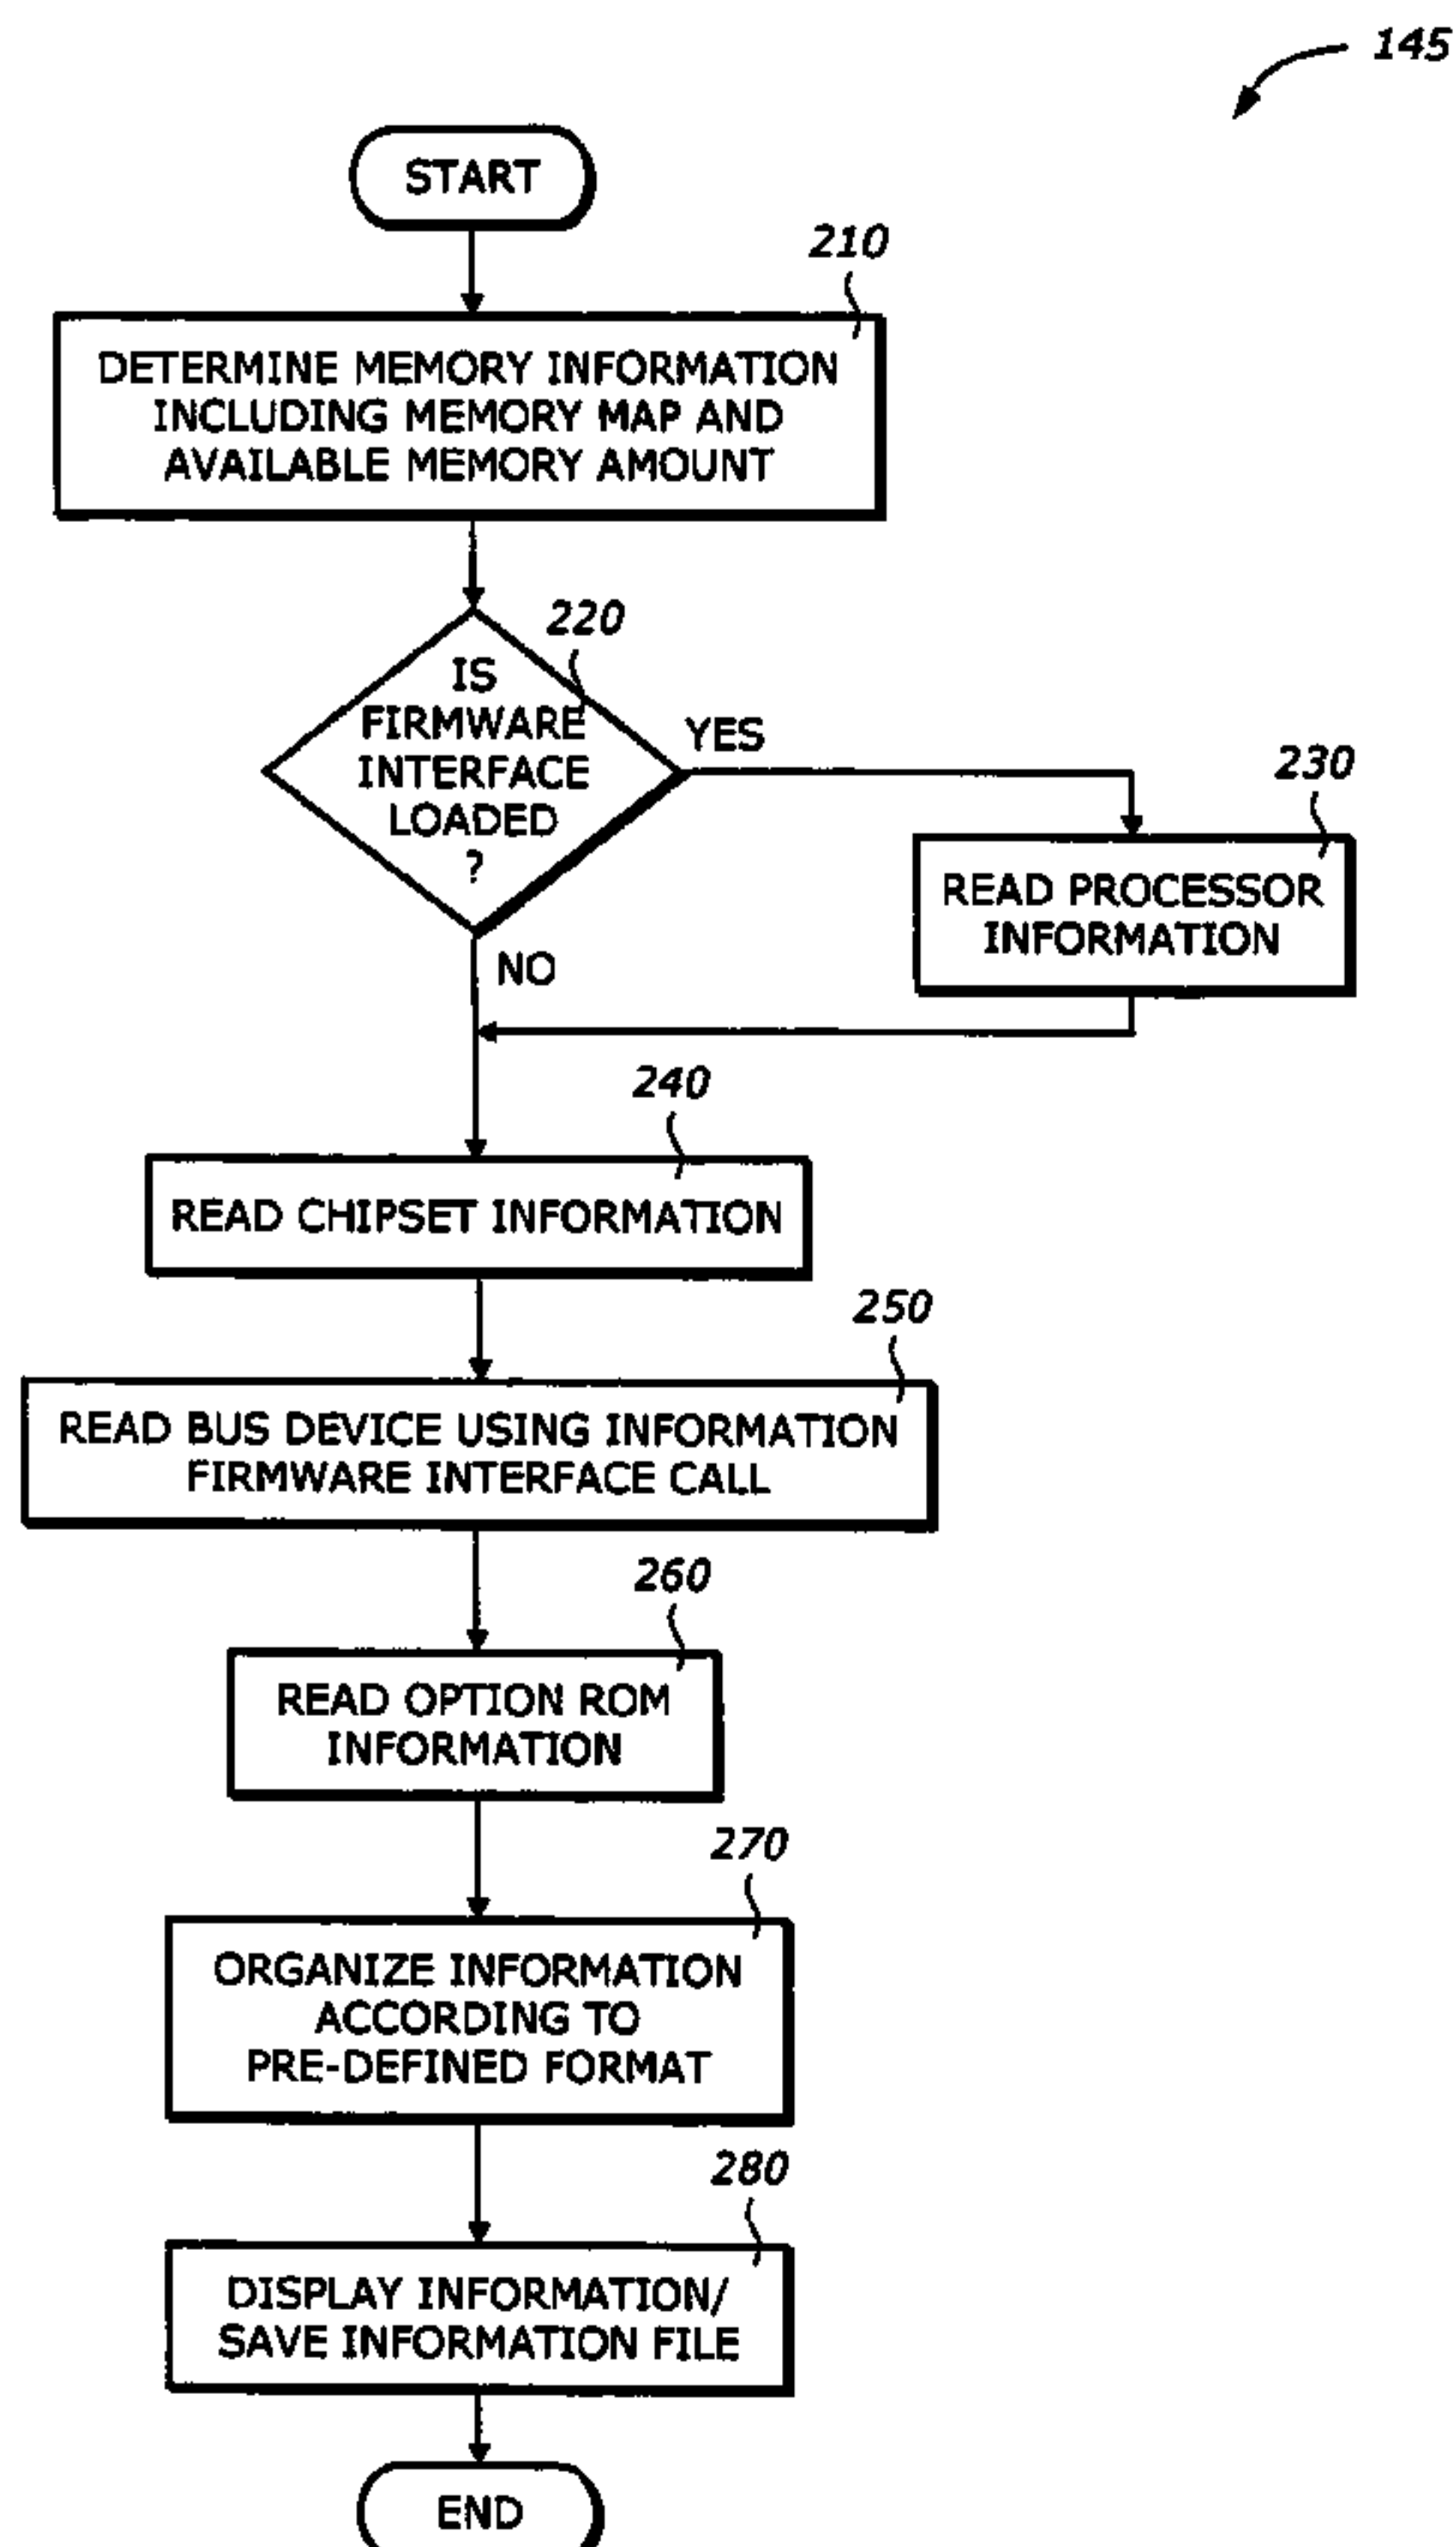 145
START
210
DETERMINE MEMORY INFORMATION
INCLUDING MEMORY MAP AND
AVAILABLE MEMORY AMOUNT
220
IS
FIRMWARE
INTERFACE
LOADED
?
YES
230
READ PROCESSOR
INFORMATION
NO
240
READ CHIPSET INFORMATION
250
READ BUS DEVICE USING INFORMATION
FIRMWARE INTERFACE CALL
260
READ OPTION ROM
INFORMATION
270
ORGANIZE INFORMATION
ACCORDING TO
PRE-DEFINED FORMAT
280
DISPLAY INFORMATION/
SAVE INFORMATION FILE
END